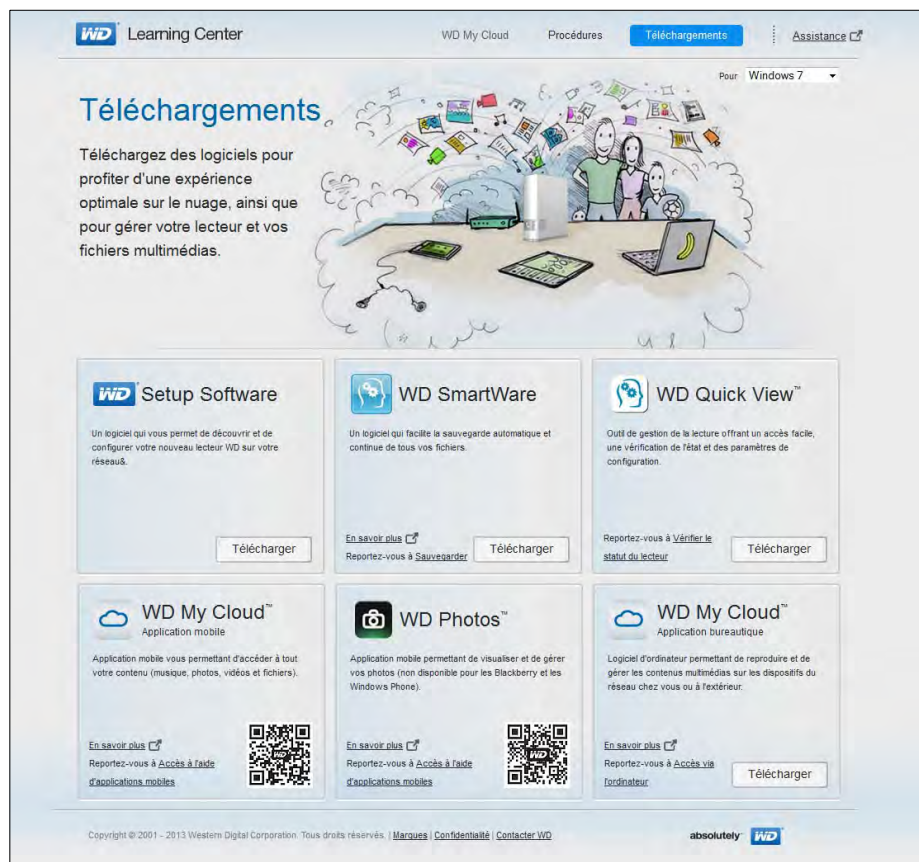 WD Learning Center
WD My Cloud
Procédures
Téléchargements
Assistance
Pour Windows 7
Téléchargements
Téléchargez des logiciels pour
profiter d'une expérience
optimale sur le nuage, ainsi que
pour gérer votre lecteur et vos
fichiers multimédias.
WD Setup Software
Un logiciel qui vous permet de découvrir et de
configurer votre nouveau lecteur WD sur votre
réseau&.
Télécharger
WD SmartWare
Un logiciel qui facilite la sauvegarde automatique et
continue de tous vos fichiers.
En savoir plus
Reportez-vous à Sauvegarder
Télécharger
WD Quick View™
Outil de gestion de la lecture offrant un accès facile,
une vérification de l'état et des paramètres de
configuration.
Reportez-vous à Vérifier le
statut du lecteur
Télécharger
WD My Cloud™
Application mobile
Application mobile vous permettant d'accéder à tout
votre contenu (musique, photos, vidéos et fichiers).
En savoir plus
Reportez-vous à Accès à l'aide
d'applications mobiles
WD
WD Photos™
Application mobile permettant de visualiser et de gérer
vos photos (non disponible pour les Blackberry et les
Windows Phone).
En savoir plus
Reportez-vous à Accès à l'aide
d'applications mobiles
WD
WD My Cloud™
Application bureautique
Logiciel d'ordinateur permettant de reproduire et de
gérer les contenus multimédias sur les dispositifs du
réseau chez vous ou à l'extérieur.
En savoir plus
Reportez-vous à Accès via
l'ordinateur
Télécharger
Copyright © 2001 - 2013 Western Digital Corporation. Tous droits réservés. | Marques | Confidentialité | Contacter WD
absolutely™ WD